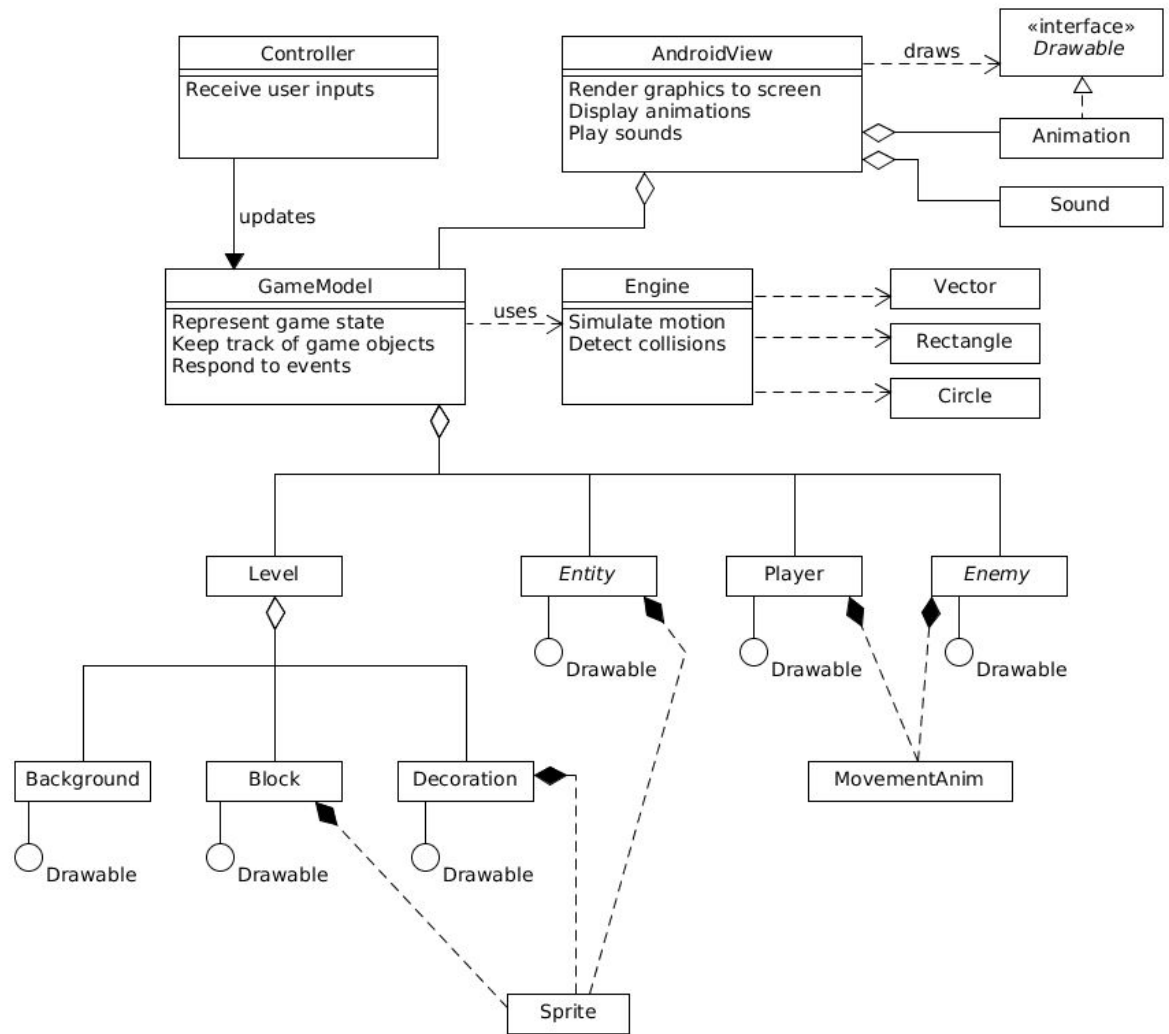 Controller
Receive user inputs
AndroidView
Render graphics to screen
Display animations
Play sounds
draws
«interface»
Drawable
Animation
Sound
updates
GameModel
Represent game state
Keep track of game objects
Respond to events
uses
Engine
Simulate motion
Detect collisions
Vector
Rectangle
Circle
Level
Entity
Player
Enemy
Drawable
Drawable
Drawable
Background
Block
Decoration
MovementAnim
Drawable
Drawable
Drawable
Sprite